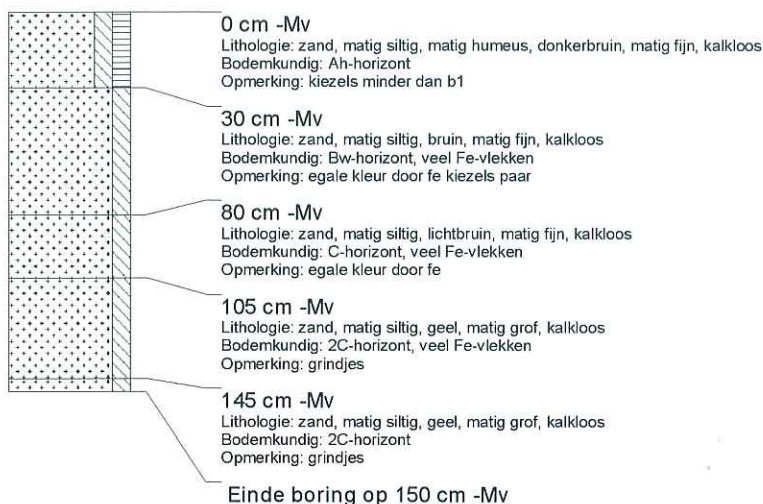 0 cm -Mv
Lithologie: zand, matig siltig, matig humeus, donkerbruin, matig fijn, kalkloos
Bodemkundig: Ah-horizont
Opmerking: kiezels minder dan b1
30 cm -Mv
Lithologie: zand, matig siltig, bruin, matig fijn, kalkloos
Bodemkundig: Bw-horizont, veel Fe-vlekken
Opmerking: egale kleur door fe kiezels paar
80 cm -Mv
Lithologie: zand, matig siltig, lichtbruin, matig fijn, kalkloos
Bodemkundig: C-horizont, veel Fe-vlekken
Opmerking: egale kleur door fe
105 cm -Mv
Lithologie: zand, matig siltig, geel, matig grof, kalkloos
Bodemkundig: 2C-horizont, veel Fe-vlekken
Opmerking: grindjes
145 cm -Mv
Lithologie: zand, matig siltig, geel, matig grof, kalkloos
Bodemkundig: 2C-horizont
Opmerking: grindjes
Einde boring op 150 cm -Mv